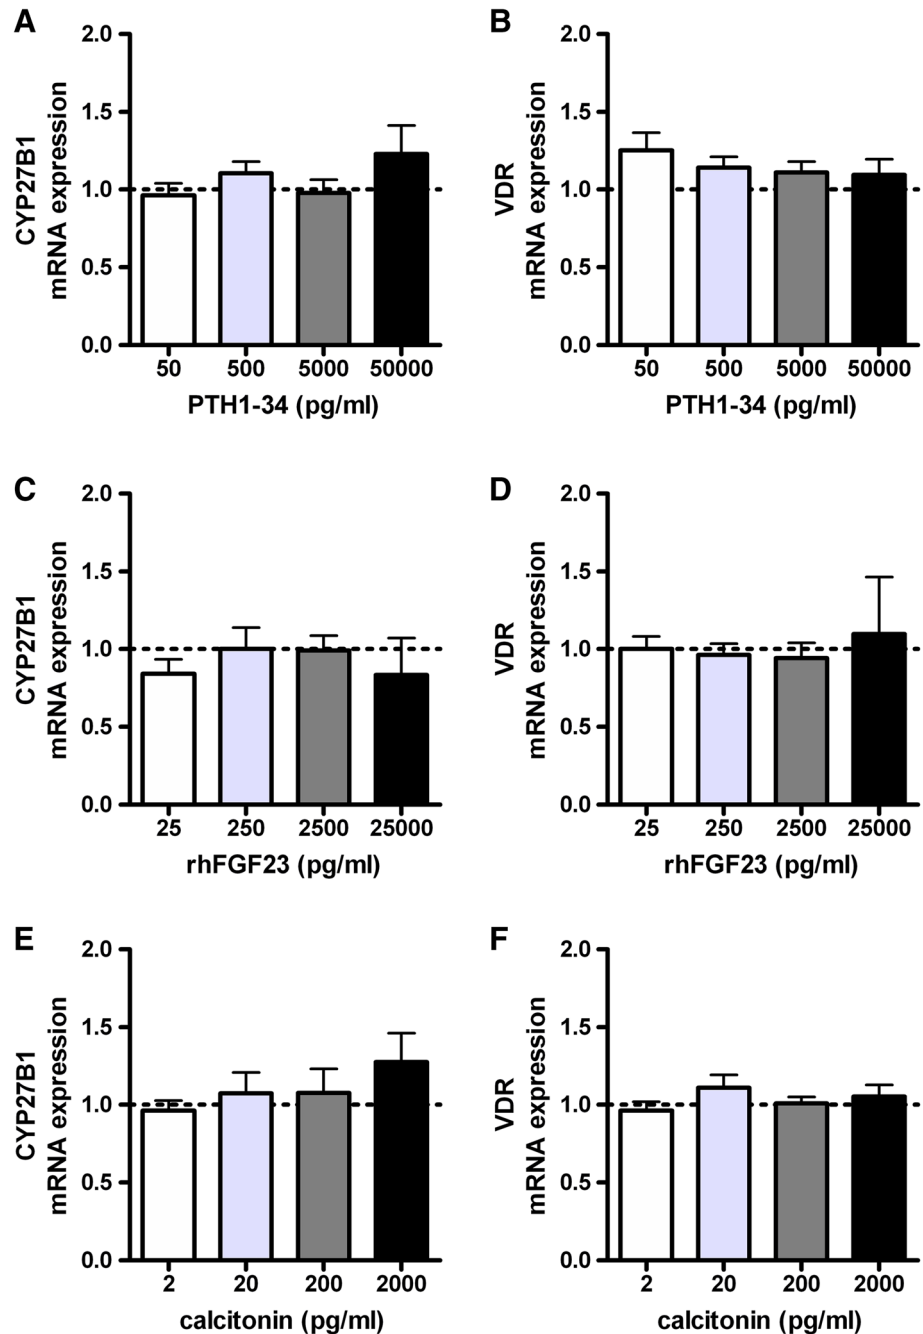 A
CYP27B1
mRNA expression
2.0
1.5
1.0
0.5
0.0
50 500 5000 50000
PTH1-34 (pg/ml)
B
VDR
mRNA expression
2.0
1.5
1.0
0.5
0.0
50 500 5000 50000
PTH1-34 (pg/ml)
C
CYP27B1
mRNA expression
2.0
1.5
1.0
0.5
0.0
25 250 2500 25000
rhFGF23 (pg/ml)
D
VDR
mRNA expression
2.0
1.5
1.0
0.5
0.0
25 250 2500 25000
rhFGF23 (pg/ml)
E
CYP27B1
mRNA expression
2.0
1.5
1.0
0.5
0.0
2 20 200 2000
calcitonin (pg/ml)
F
VDR
mRNA expression
2.0
1.5
1.0
0.5
0.0
2 20 200 2000
calcitonin (pg/ml)